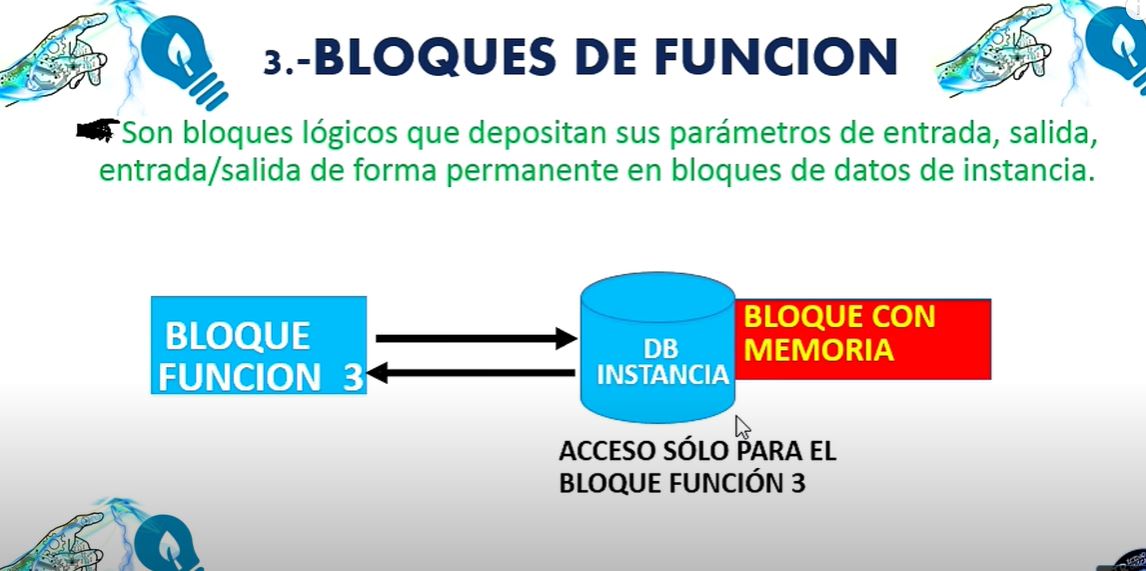 3.-BLOQUES DE FUNCION
Son bloques lógicos que depositan sus parámetros de entrada, salida,
entrada/salida de forma permanente en bloques de datos de instancia.
BLOQUE
FUNCION 3
DB
INSTANCIA
BLOQUE CON
MEMORIA
ACCESO SÓLO PARA EL
BLOQUE FUNCIÓN 3